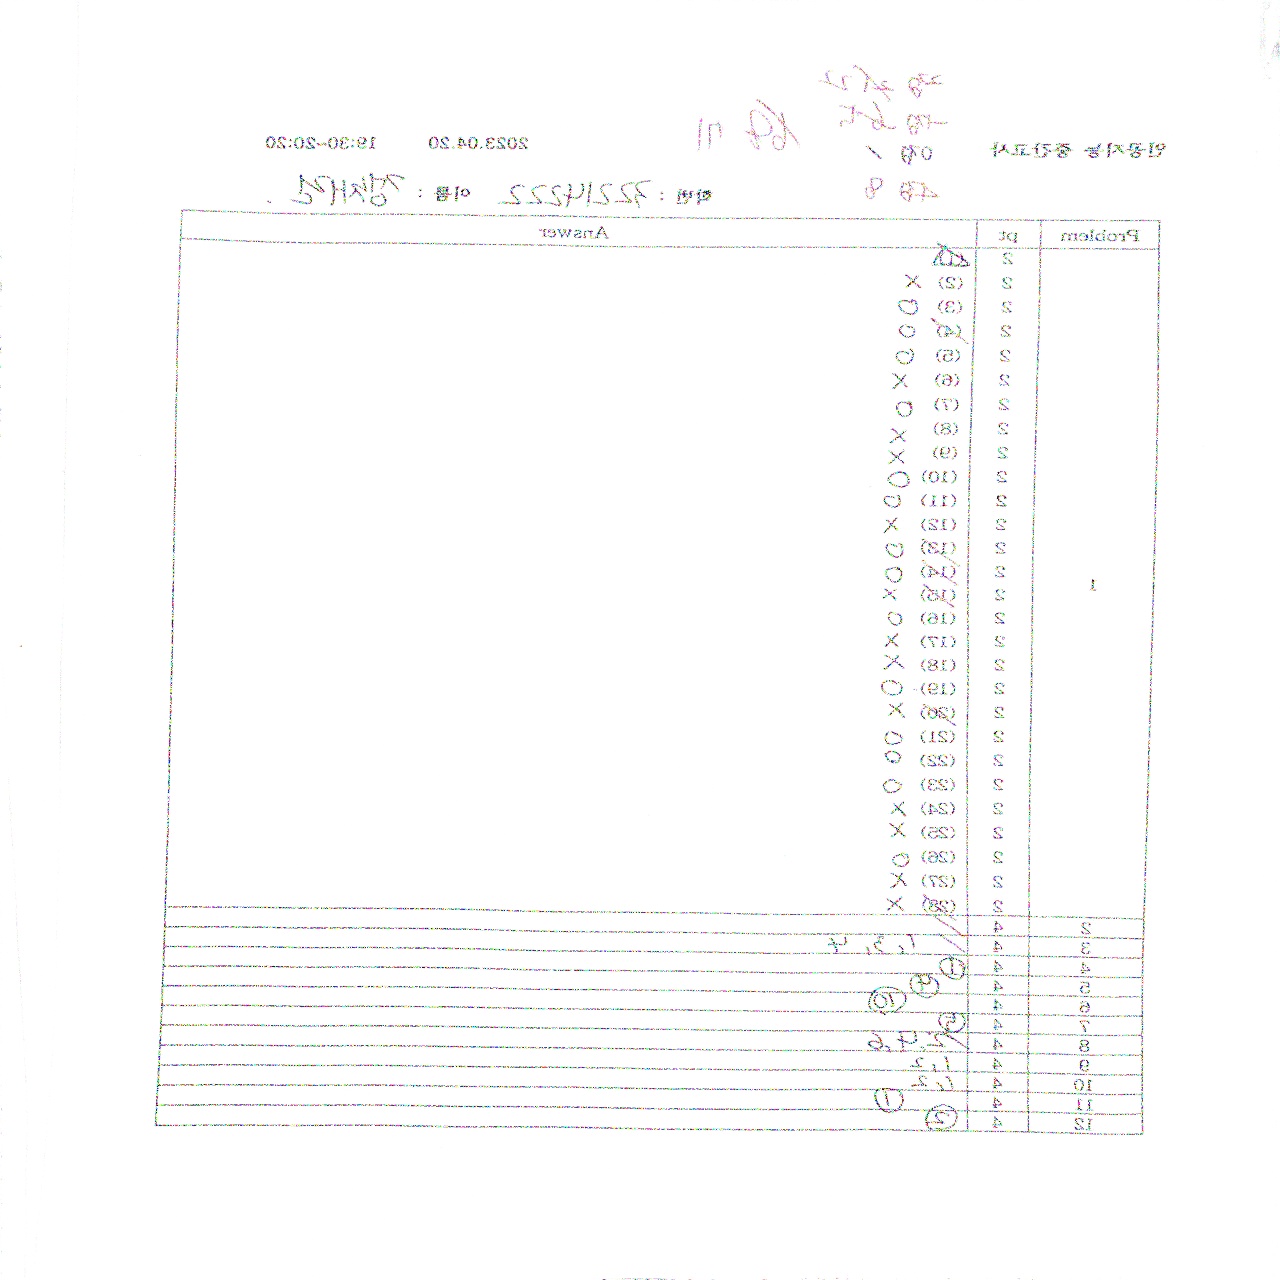 인공지능 중간고사 2023.04.20 19:30~20:20
학번 : 32214222 이름 :
Problem pt Answer
1
2 (1)
2 (2) X
2 (3) O
2 (4) O
2 (5) O
2 (6) X
2 (7) O
2 (8) X
2 (9) X
2 (10) O
2 (11) O
2 (12) X
2 (13) O
2 (14) O
2 (15) X
2 (16) O
2 (17) X
2 (18) X
2 (19) O
2 (20) X
2 (21) O
2 (22) O
2 (23) O
2 (24) X
2 (25) X
2 (26) O
2 (27) X
2 (28) X
2 4
3 4 1, 3, 4
4 4 ①
5 4 ④
6 4 ⑩
7 4 ⑤
8 4 2, 4, 6
9 4 1, 2
10 4 1, 2
11 4 ①
12 4 ②